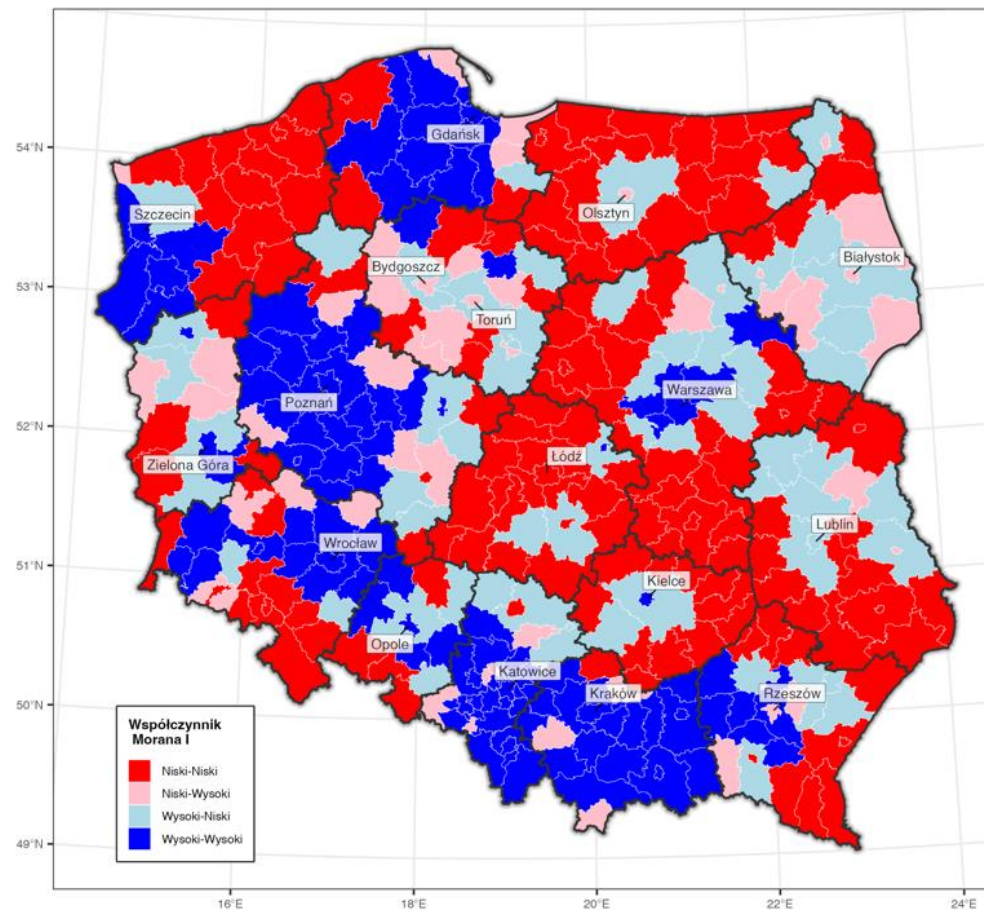 54°N
53°N
52°N
51°N
50°N
49°N
Gdańsk
Szczecin
Olsztyn
Bydgoszcz
Białystok
Toruń
Warszawa
Poznań
Zielona Góra
Łódź
Lublin
Wrocław
Kielce
Opole
Katowice
Kraków
Rzeszów
Współczynnik
Morana I
Niski-Niski
Niski-Wysoki
Wysoki-Niski
Wysoki-Wysoki
16°E
18°E
20°E
22°E
24°E